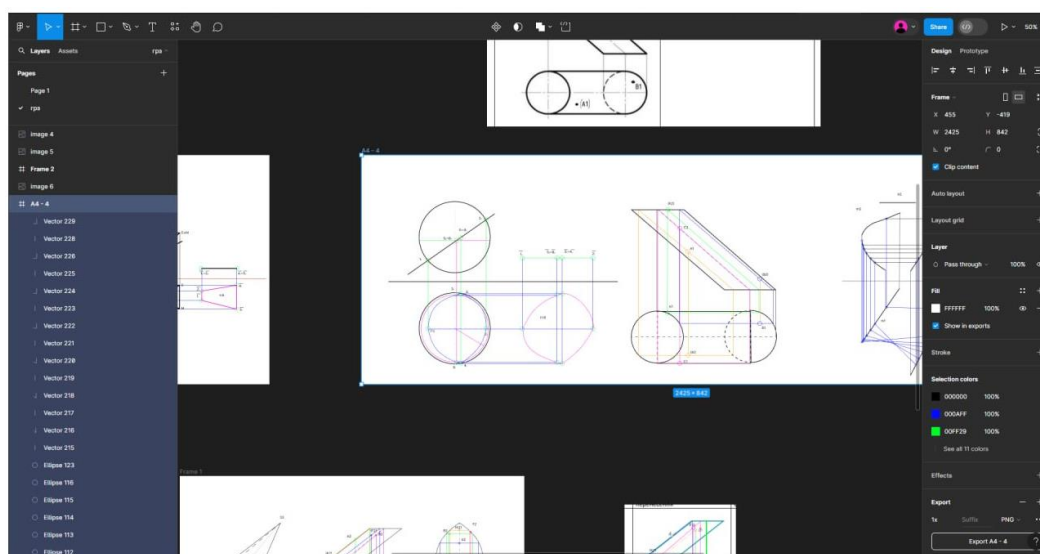 Share
50%
Layers
Assets
rpa
Design
Prototype
Pages
Page 1
rpa
image 4
image 5
Frame 2
image 6
A4 - 4
Vector 229
Vector 228
Vector 226
Vector 225
Vector 224
Vector 223
Vector 222
Vector 221
Vector 220
Vector 219
Vector 218
Vector 217
Vector 216
Vector 215
Ellipse 123
Ellipse 116
Ellipse 115
Ellipse 114
Ellipse 113
Ellipse 112
B1
(A1)
A4 - 4
2425 × 842
Frame 1
Frame
X 455
Y -419
W 2425
H 842
0°
0
Clip content
Auto layout
Layout grid
Layer
Pass through
100%
Fill
FFFFFF
100%
Show in exports
Stroke
Selection colors
000000
100%
000AFF
100%
00FF29
100%
See all 11 colors
Effects
Export
1x
Suffix
PNG
Export A4 - 4
?